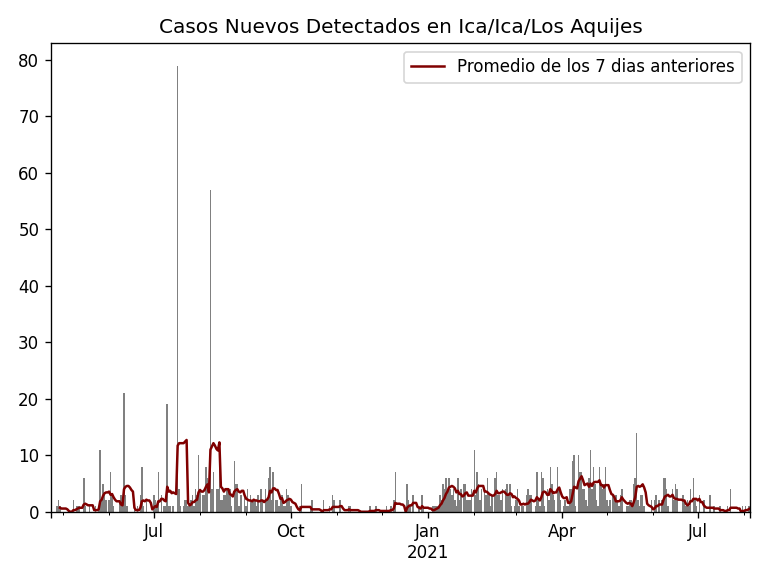 Casos Nuevos Detectados en Ica/Ica/Los Aquijes
Promedio de los 7 dias anteriores
80
70
60
50
40
30
20
10
0
Jul
Oct
Jan
2021
Apr
Jul